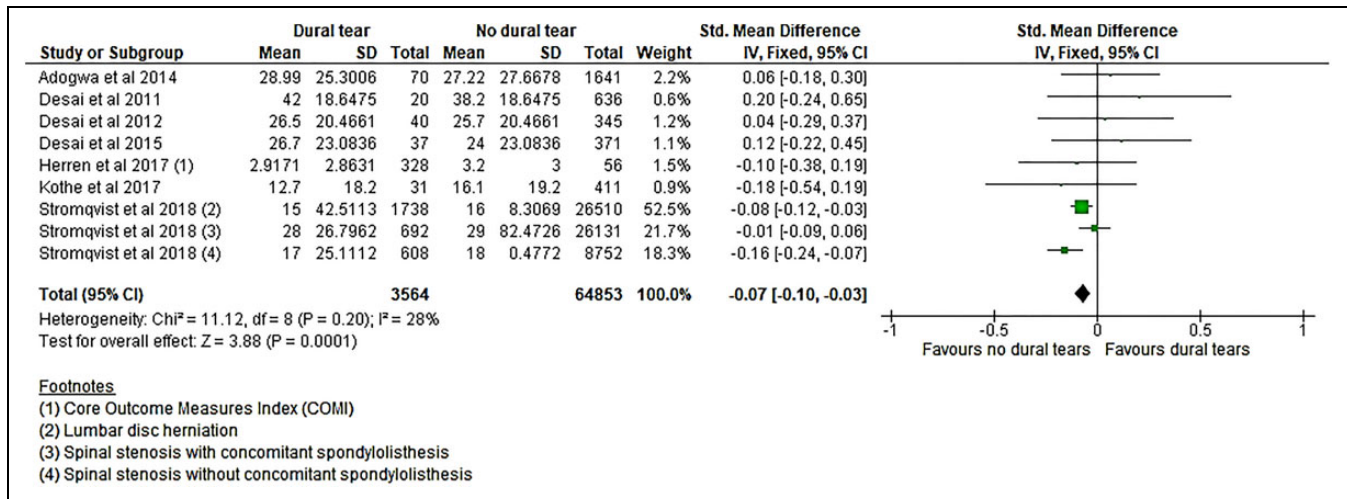 Dural tear No dural tear Std. Mean Difference Std. Mean Difference
Study or Subgroup Mean SD Total Mean SD Total Weight IV, Fixed, 95% CI IV, Fixed, 95% CI
Adogwa et al 2014 28.99 25.3006 70 27.22 27.6678 1641 2.2% 0.06 [-0.18, 0.30]
Desai et al 2011 42 18.6475 20 38.2 18.6475 636 0.6% 0.20 [-0.24, 0.65]
Desai et al 2012 26.5 20.4661 40 25.7 20.4661 345 1.2% 0.04 [-0.29, 0.37]
Desai et al 2015 26.7 23.0836 37 24 23.0836 371 1.1% 0.12 [-0.22, 0.45]
Herren et al 2017 (1) 2.9171 2.8631 328 3.2 3 56 1.5% -0.10 [-0.38, 0.19]
Kothe et al 2017 12.7 18.2 31 16.1 19.2 411 0.9% -0.18 [-0.54, 0.19]
Stromqvist et al 2018 (2) 15 42.5113 1738 16 8.3069 26510 52.5% -0.08 [-0.12, -0.03]
Stromqvist et al 2018 (3) 28 26.7962 692 29 82.4726 26131 21.7% -0.01 [-0.09, 0.06]
Stromqvist et al 2018 (4) 17 25.1112 608 18 0.4772 8752 18.3% -0.16 [-0.24, -0.07]
Total (95% CI) 3564 64853 100.0% -0.07 [-0.10, -0.03]
Heterogeneity: Chi² = 11.12, df = 8 (P = 0.20); I² = 28%
Test for overall effect: Z = 3.88 (P = 0.0001)
-1 -0.5 0 0.5 1
Favours no dural tears Favours dural tears
Footnotes
(1) Core Outcome Measures Index (COMI)
(2) Lumbar disc herniation
(3) Spinal stenosis with concomitant spondylolisthesis
(4) Spinal stenosis without concomitant spondylolisthesis